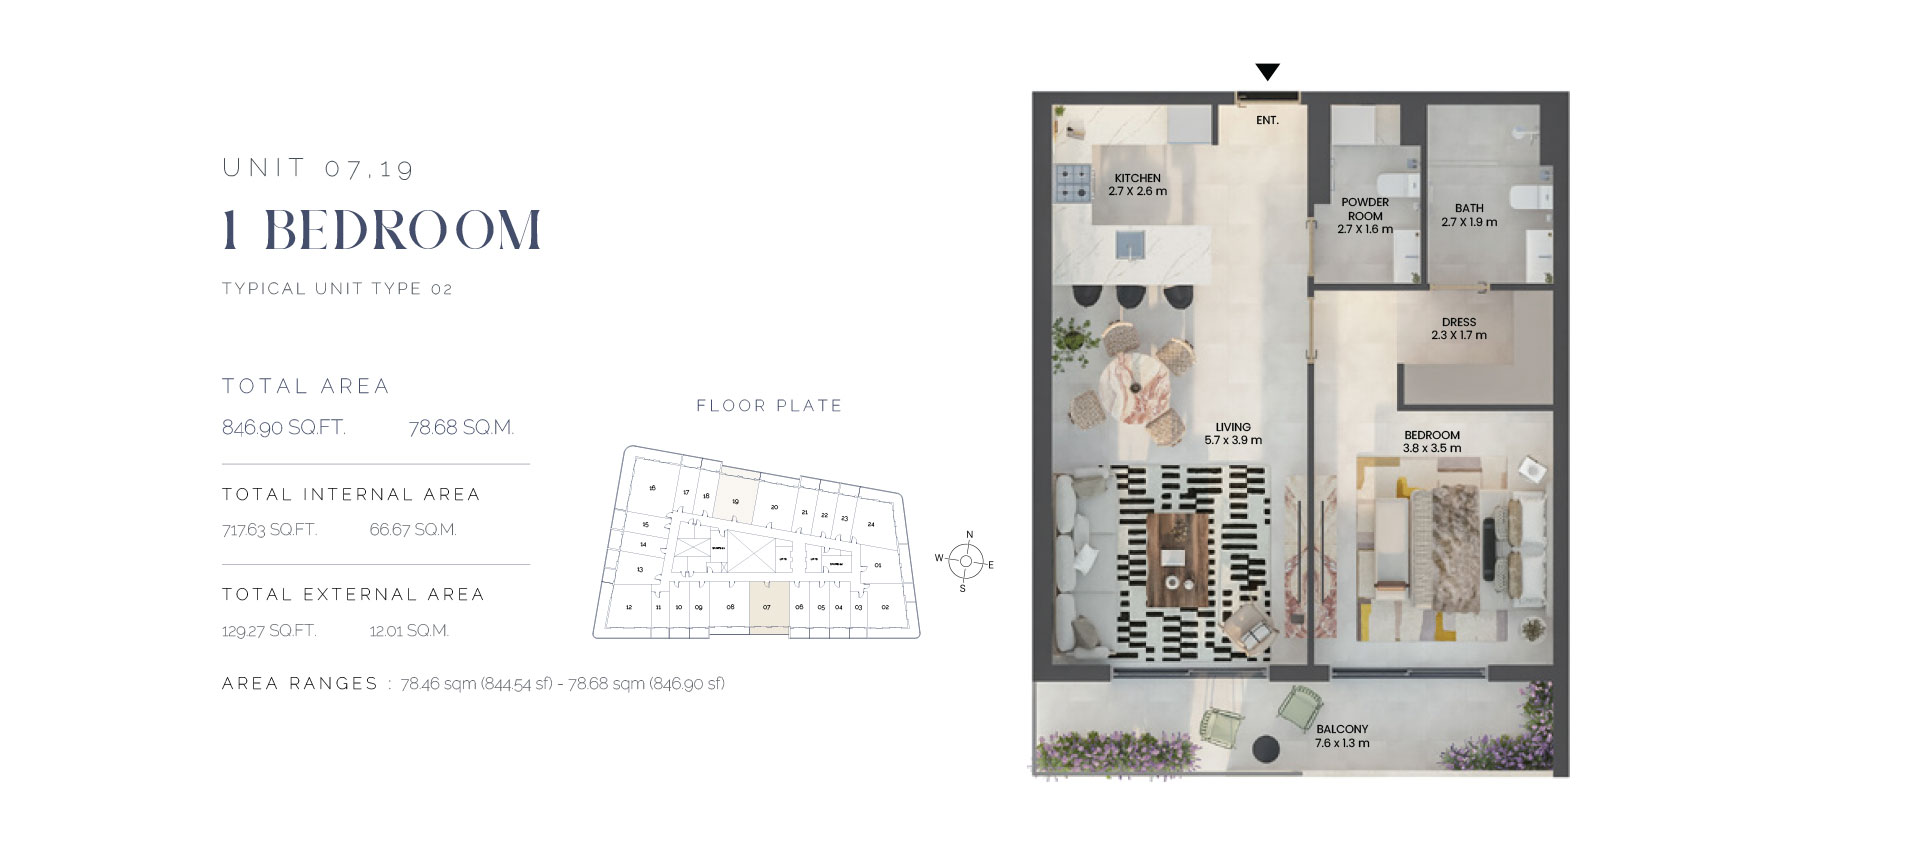 UNIT 07,19
1 BEDROOM
TYPICAL UNIT TYPE 02
TOTAL AREA
846.90 SQ.FT. 78.68 SQ.M.
TOTAL INTERNAL AREA
717.63 SQ.FT. 66.67 SQ.M.
TOTAL EXTERNAL AREA
129.27 SQ.FT. 12.01 SQ.M.
AREA RANGES : 78.46 sqm (844.54 sf) - 78.68 sqm (846.90 sf)
FLOOR PLATE
16
17
18
19
20
21
22
23
24
15
14
13
01
12
11
10
09
08
07
06
05
04
03
02
N
W
E
S
ENT.
KITCHEN
2.7 X 2.6 m
POWDER
ROOM
2.7 X 1.6 m
BATH
2.7 X 1.9 m
DRESS
2.3 X 1.7 m
LIVING
5.7 x 3.9 m
BEDROOM
3.8 x 3.5 m
BALCONY
7.6 x 1.3 m